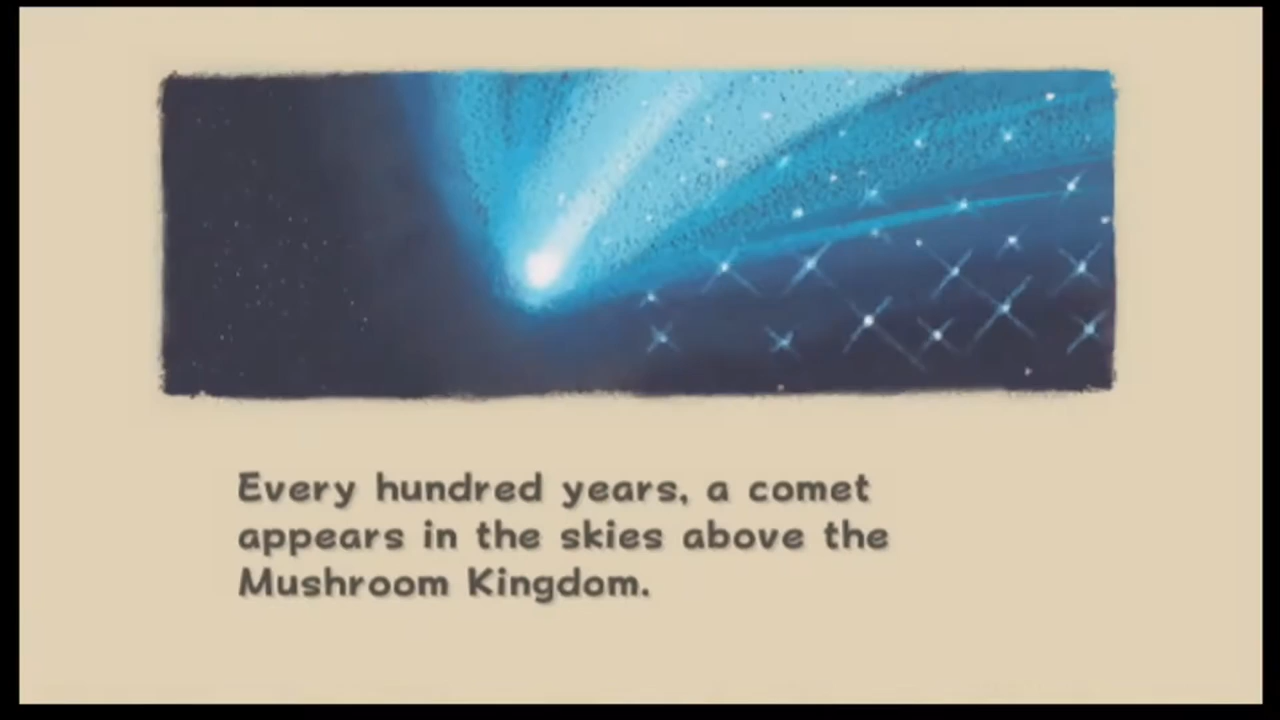 Every hundred years, a comet
appears in the skies above the
Mushroom Kingdom.